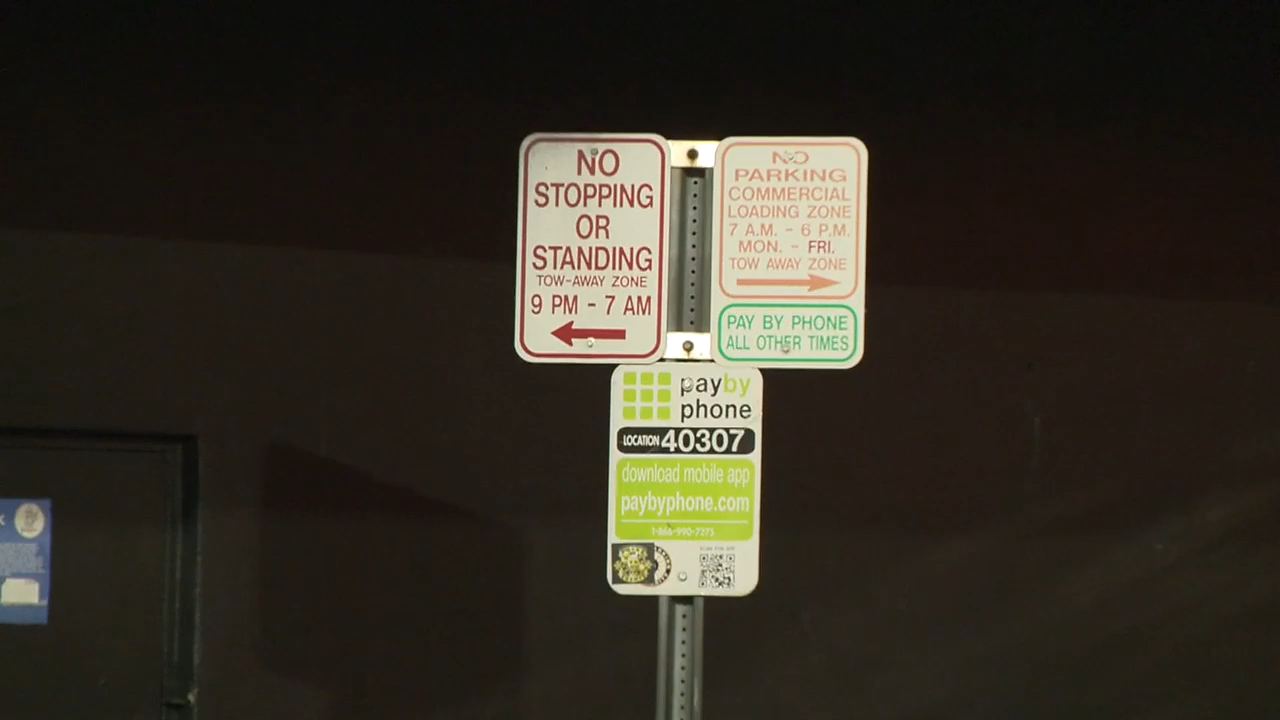 NO
STOPPING
OR
STANDING
TOW-AWAY ZONE
9 PM - 7 AM
NO
PARKING
COMMERCIAL
LOADING ZONE
7 A.M. - 6 P.M.
MON. - FRI.
TOW AWAY ZONE
PAY BY PHONE
ALL OTHER TIMES
payby
phone
LOCATION 40307
download mobile app
paybyphone.com
1-866-990-7275